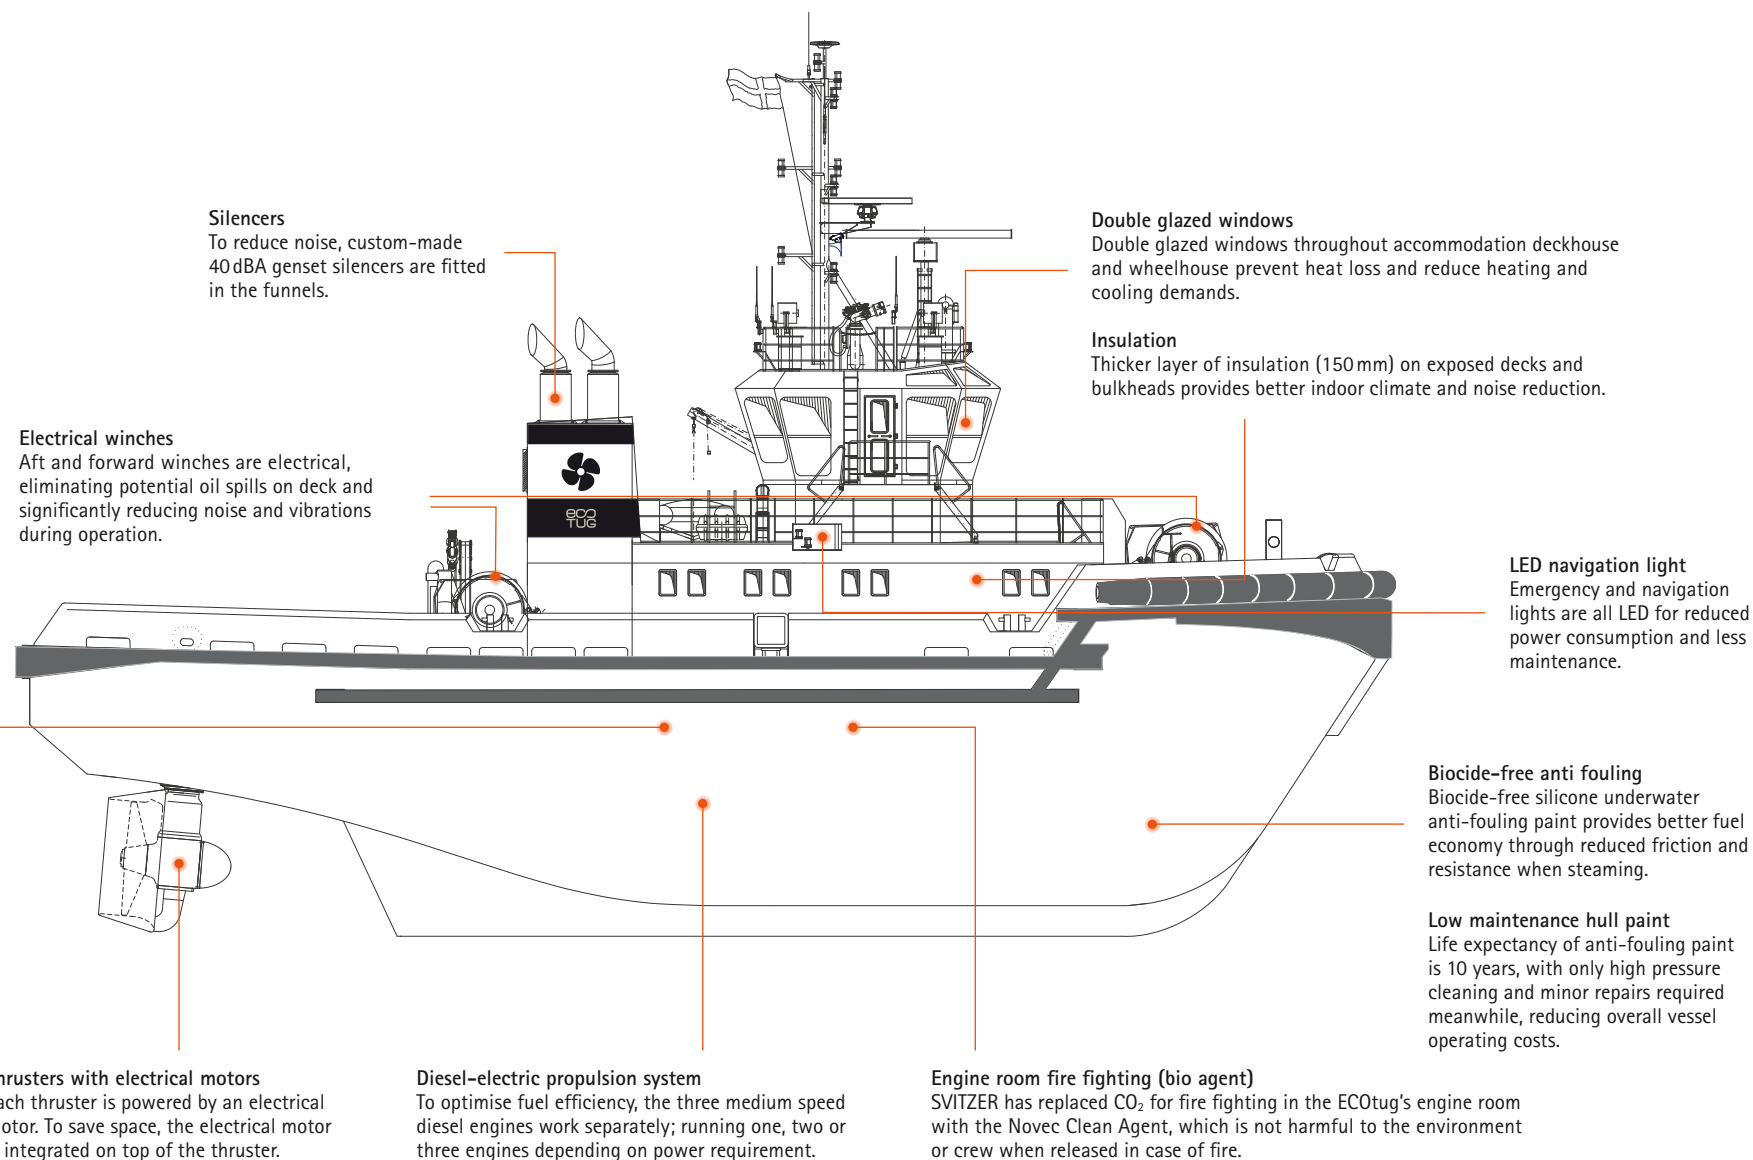 Silencers
To reduce noise, custom-made
40 dBA genset silencers are fitted
in the funnels.
Double glazed windows
Double glazed windows throughout accommodation deckhouse
and wheelhouse prevent heat loss and reduce heating and
cooling demands.
Insulation
Thicker layer of insulation (150 mm) on exposed decks and
bulkheads provides better indoor climate and noise reduction.
Electrical winches
Aft and forward winches are electrical,
eliminating potential oil spills on deck and
significantly reducing noise and vibrations
during operation.
eco
TUG
LED navigation light
Emergency and navigation
lights are all LED for reduced
power consumption and less
maintenance.
Biocide-free anti fouling
Biocide-free silicone underwater
anti-fouling paint provides better fuel
economy through reduced friction and
resistance when steaming.
Low maintenance hull paint
Life expectancy of anti-fouling paint
is 10 years, with only high pressure
cleaning and minor repairs required
meanwhile, reducing overall vessel
operating costs.
hrusters with electrical motors
ach thruster is powered by an electrical
otor. To save space, the electrical motor
integrated on top of the thruster.
Diesel-electric propulsion system
To optimise fuel efficiency, the three medium speed
diesel engines work separately; running one, two or
three engines depending on power requirement.
Engine room fire fighting (bio agent)
SVITZER has replaced CO₂ for fire fighting in the ECOtug's engine room
with the Novec Clean Agent, which is not harmful to the environment
or crew when released in case of fire.